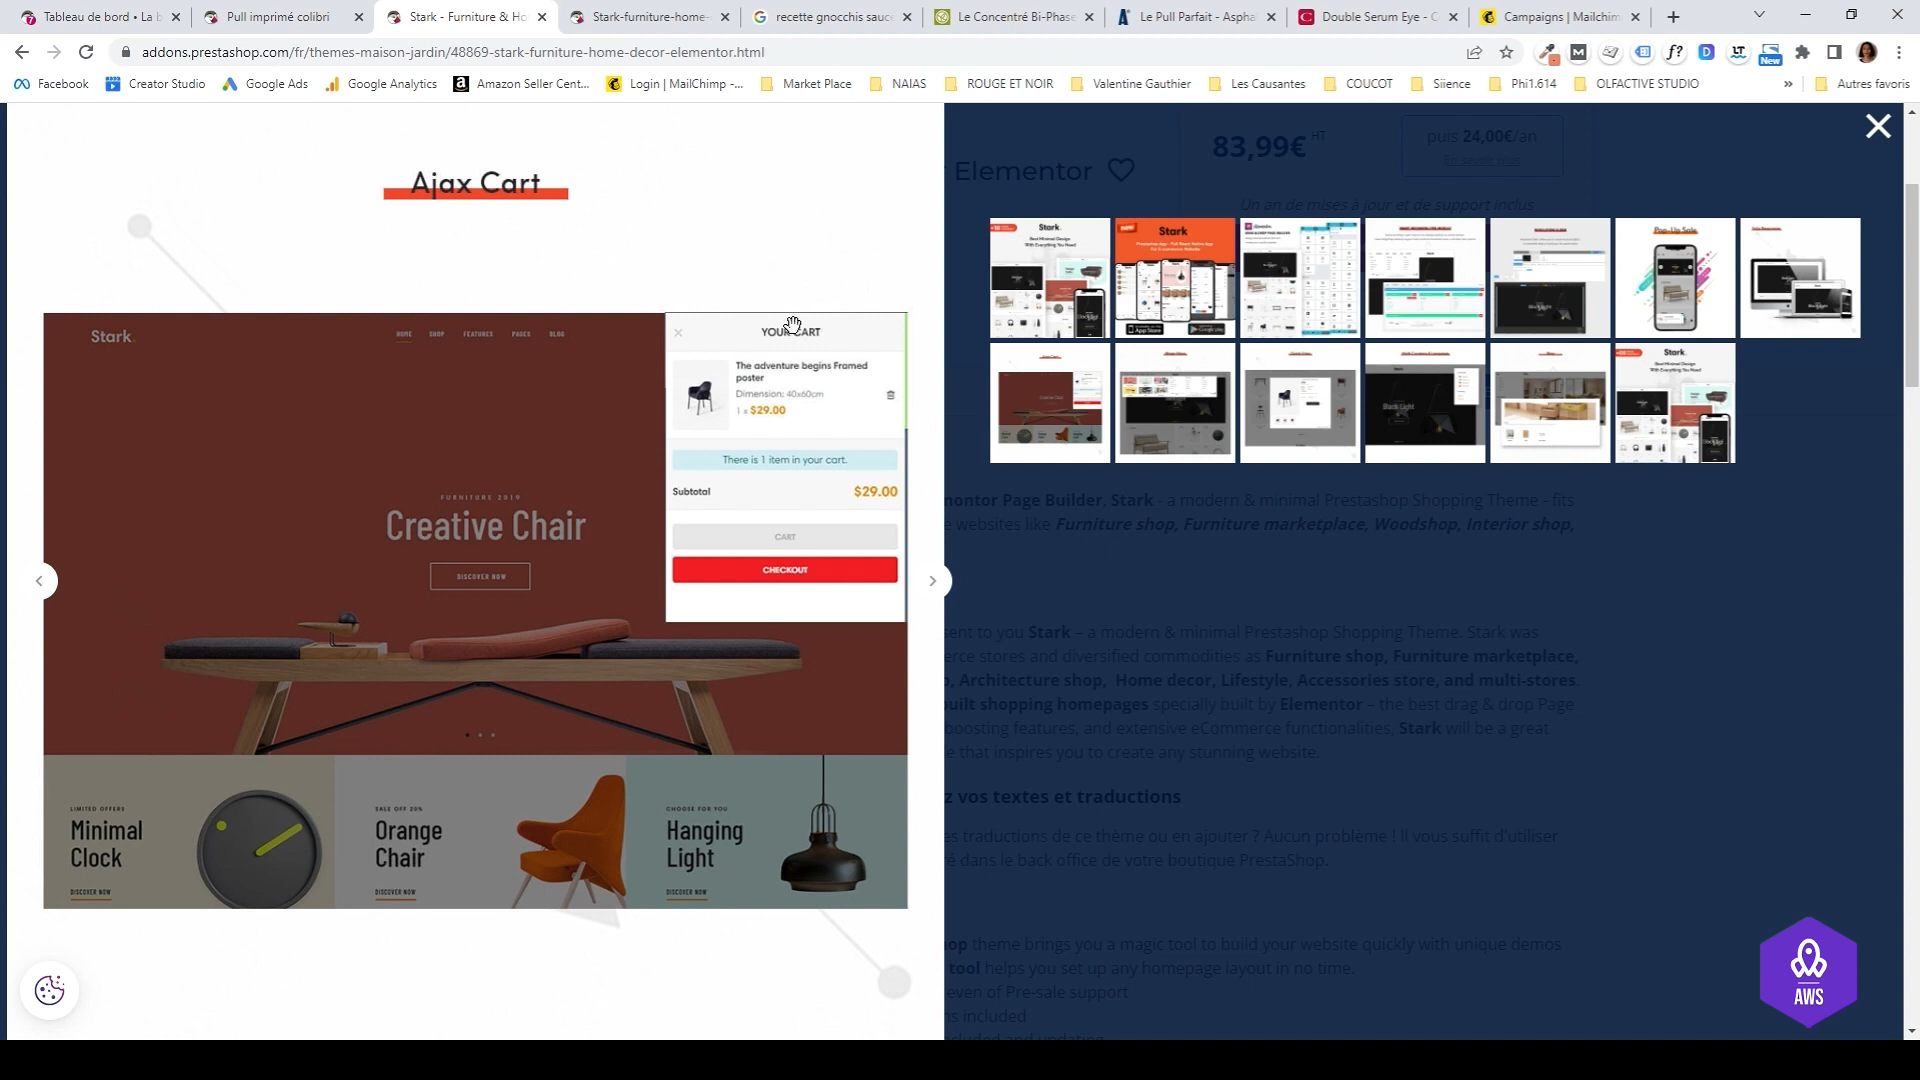 Tableau de bord • La b
Pull imprimé colibri
Stark - Furniture & Ho
Stark-furniture-home-
recette gnocchis sauc
Le Concentré Bi-Phase
Le Pull Parfait - Aspha
Double Serum Eye - C
Campaigns | Mailchim
addons.prestashop.com/fr/themes-maison-jardin/48869-stark-furniture-home-decor-elementor.html
New
Facebook
Creator Studio
Google Ads
Google Analytics
Amazon Seller Cent...
Login | MailChimp -...
Market Place
NAIAS
ROUGE ET NOIR
Valentine Gauthier
Les Causantes
COUCOT
Siience
Phi1.614
OLFACTIVE STUDIO
Autres favoris
Ajax Cart
Stark.
HOME
SHOP
FEATURES
PAGES
BLOG
YOUR CART
The adventure begins Framed
poster
Dimension: 40x60cm
1 x $29.00
There is 1 item in your cart.
Subtotal
$29.00
CART
CHECKOUT
FURNITURE 2019
Creative Chair
DISCOVER NOW
LIMITED OFFERS
Minimal
Clock
DISCOVER NOW
SALE OFF 20%
Orange
Chair
DISCOVER NOW
CHOOSE FOR YOU
Hanging
Light
DISCOVER NOW
83,99€ HT
puis 24,00€/an
En savoir plus
Elementor
Un an de mises à jour et de support inclus
Stark.
Stark
Pop-Up Sale
Stark.
Page Builder. Stark - a modern & minimal Prestashop Shopping Theme - fits
websites like Furniture shop, Furniture marketplace, Woodshop, Interior shop,
to you Stark – a modern & minimal Prestashop Shopping Theme. Stark was
stores and diversified commodities as Furniture shop, Furniture marketplace,
Architecture shop, Home decor, Lifestyle, Accessories store, and multi-stores.
shopping homepages specially built by Elementor – the best drag & drop Page
boosting features, and extensive eCommerce functionalities, Stark will be a great
that inspires you to create any stunning website.
z vos textes et traductions
es traductions de ce thème ou en ajouter ? Aucun problème ! Il vous suffit d'utiliser
é dans le back office de votre boutique PrestaShop.
op theme brings you a magic tool to build your website quickly with unique demos
tool helps you set up any homepage layout in no time.
even of Pre-sale support
included
and updating
AWS